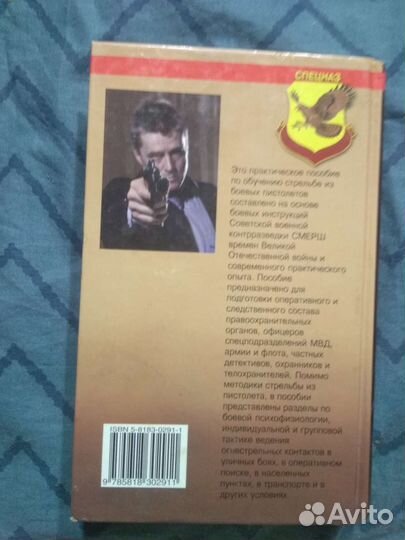 СПЕЦНАЗ
Это практическое пособие
по обучению стрельбе из
боевых пистолетов
составлено на основе
боевых инструкций
Советской военной
контрразведки СМЕРШ
времен Великой
Отечественной войны и
современного практического
опыта. Пособие
предназначено для
подготовки оперативного и
следственного состава
правоохранительных
органов, офицеров
спецподразделений МВД,
армии и флота, частных
детективов, охранников и
телохранителей. Помимо
методики стрельбы из
пистолета, в пособии
представлены разделы по
боевой психофизиологии,
индивидуальной и групповой
тактике ведения
огнестрельных контактов в
уличных боях, в оперативном
поиске, в населенных
пунктах, в транспорте и в
других условиях.
ISBN 5-8183-0291-1
9 785818 302911
Avito